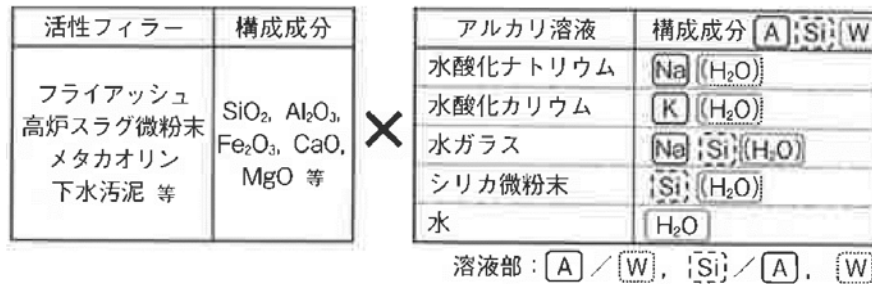 活性フィラー 構成成分
フライアッシュ
高炉スラグ微粉末
メタカオリン
下水汚泥 等
SiO₂, Al₂O₃,
Fe₂O₃, CaO,
MgO 等
×
アルカリ溶液 構成成分 A Si W
水酸化ナトリウム Na (H₂O)
水酸化カリウム K (H₂O)
水ガラス Na Si (H₂O)
シリカ微粉末 Si (H₂O)
水 H₂O
溶液部：A／W, Si／A, W